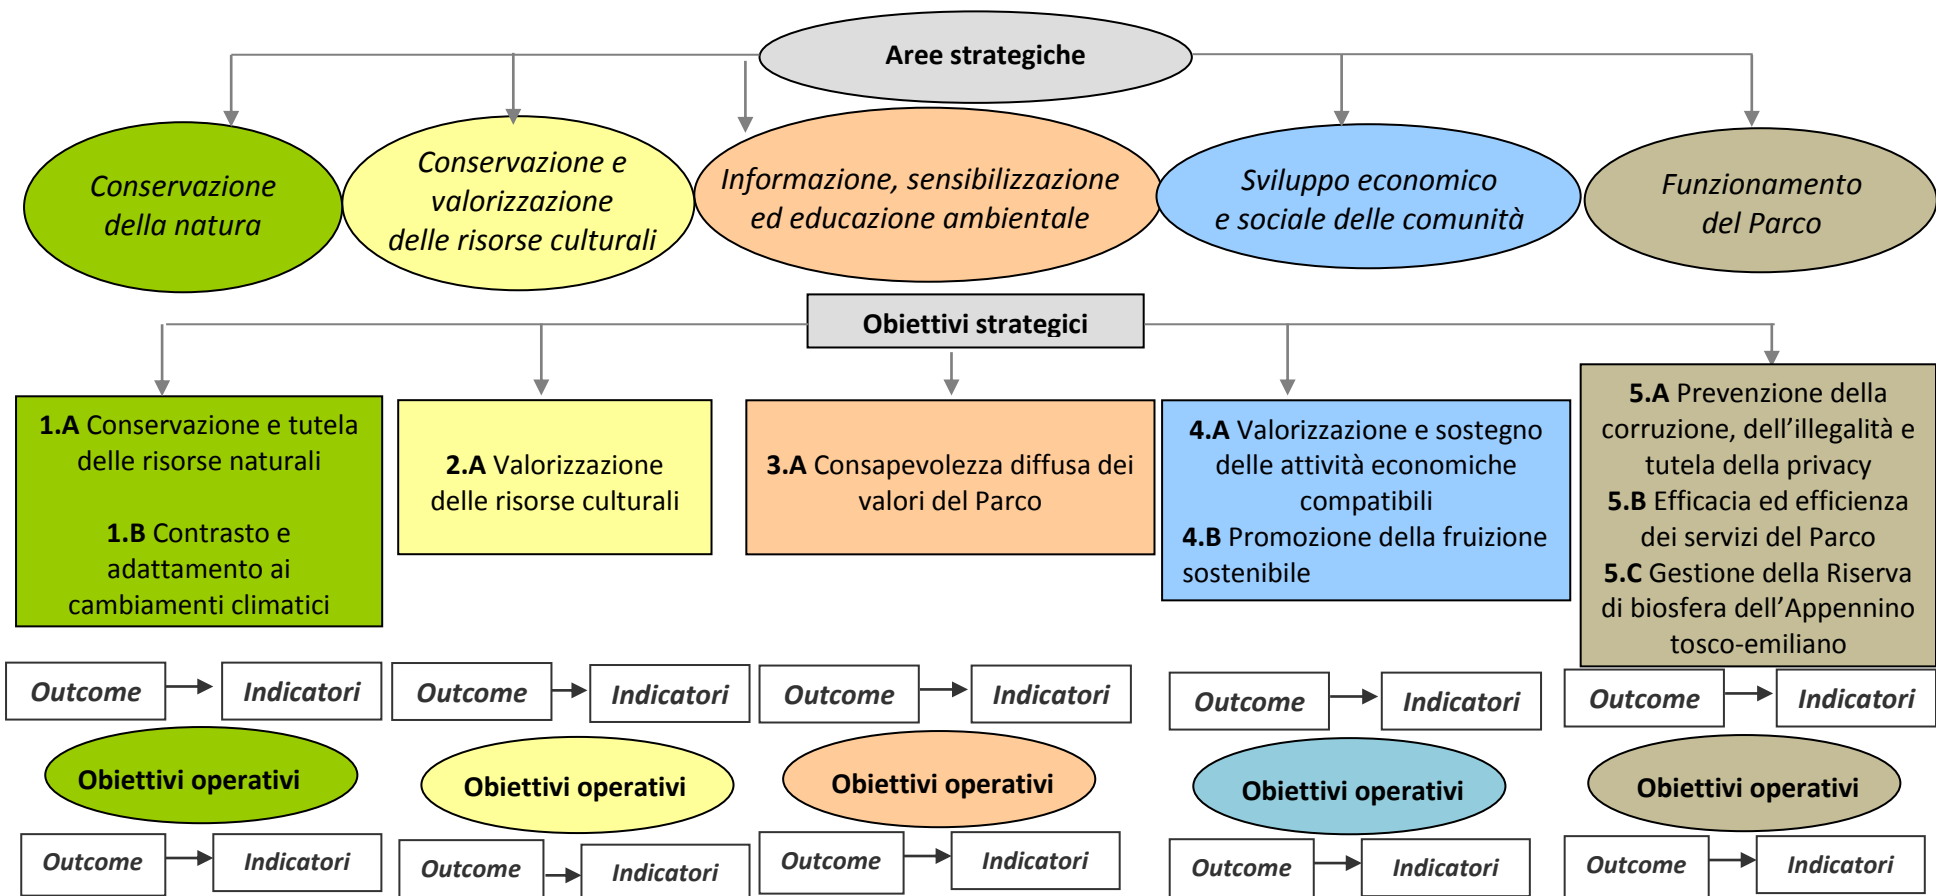 Aree strategiche
Conservazione
della natura
Conservazione e
valorizzazione
delle risorse culturali
Informazione, sensibilizzazione
ed educazione ambientale
Sviluppo economico
e sociale delle comunità
Funzionamento
del Parco
Obiettivi strategici
1.A Conservazione e tutela
delle risorse naturali
1.B Contrasto e
adattamento ai
cambiamenti climatici
2.A Valorizzazione
delle risorse culturali
3.A Consapevolezza diffusa dei
valori del Parco
4.A Valorizzazione e sostegno
delle attività economiche
compatibili
4.B Promozione della fruizione
sostenibile
5.A Prevenzione della
corruzione, dell’illegalità e
tutela della privacy
5.B Efficacia ed efficienza
dei servizi del Parco
5.C Gestione della Riserva
di biosfera dell’Appennino
tosco-emiliano
Outcome
Indicatori
Outcome
Indicatori
Outcome
Indicatori
Outcome
Indicatori
Outcome
Indicatori
Obiettivi operativi
Obiettivi operativi
Obiettivi operativi
Obiettivi operativi
Obiettivi operativi
Outcome
Indicatori
Outcome
Indicatori
Outcome
Indicatori
Outcome
Indicatori
Outcome
Indicatori